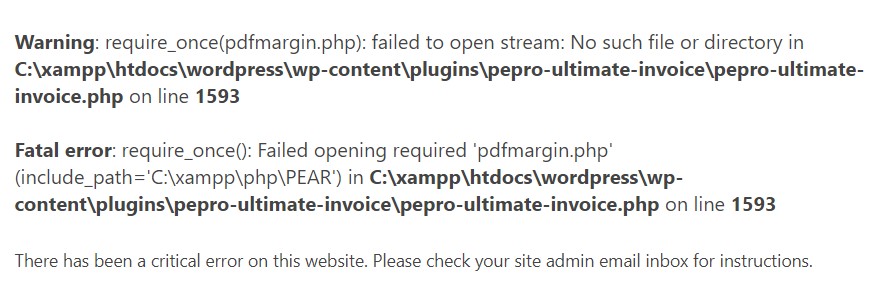 Warning: require_once(pdfmargin.php): failed to open stream: No such file or directory in
C:\xampp\htdocs\wordpress\wp-content\plugins\pepro-ultimate-invoice\pepro-ultimate-
invoice.php on line 1593
Fatal error: require_once(): Failed opening required 'pdfmargin.php'
(include_path='C:\xampp\php\PEAR') in C:\xampp\htdocs\wordpress\wp-
content\plugins\pepro-ultimate-invoice\pepro-ultimate-invoice.php on line 1593
There has been a critical error on this website. Please check your site admin email inbox for instructions.